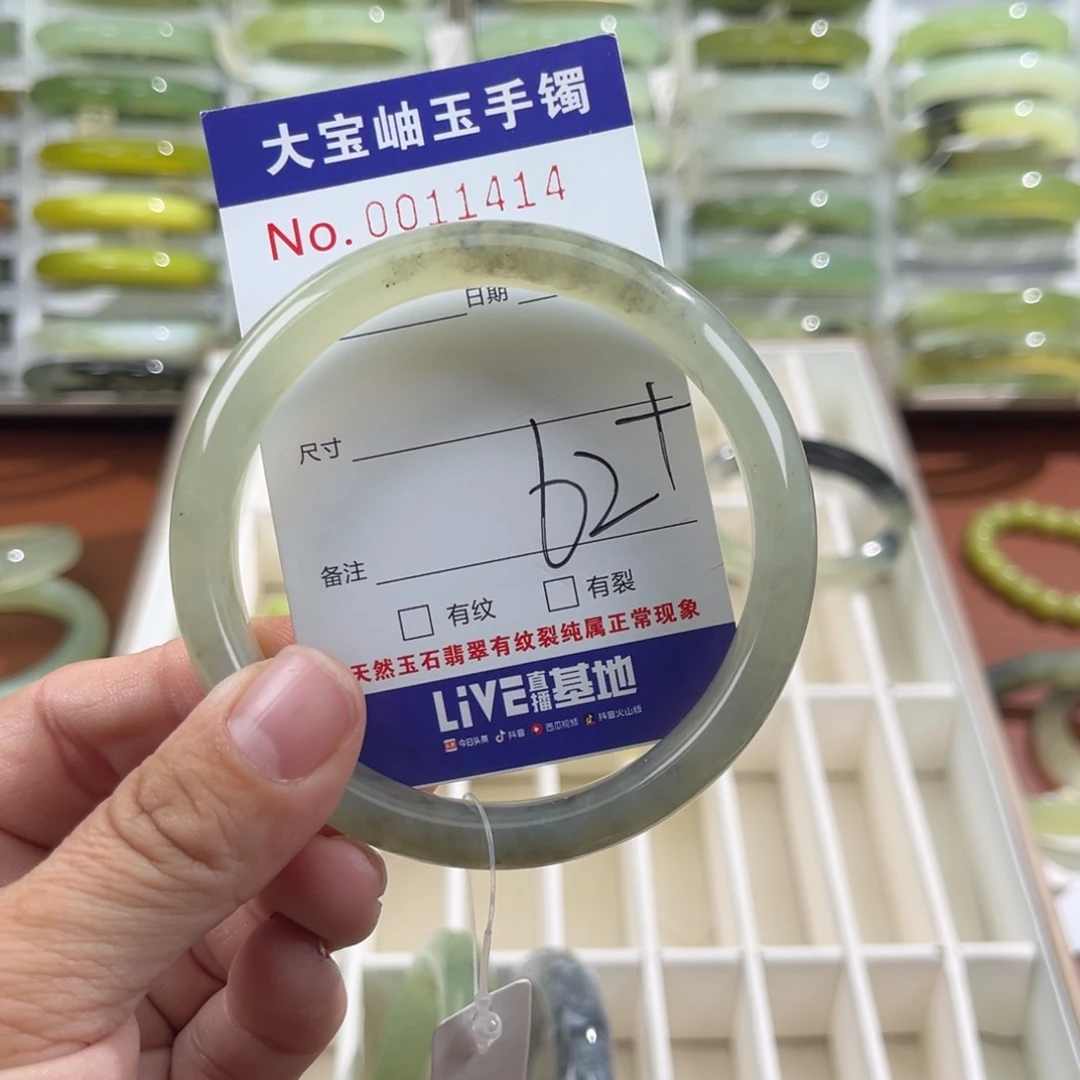 大宝岫玉手镯
No. 0011414
日期
尺寸
62+
备注
有纹 有裂
天然玉石翡翠有纹裂纯属正常现象
LIVE直播基地
今日头条 抖音 西瓜视频 抖音火山版